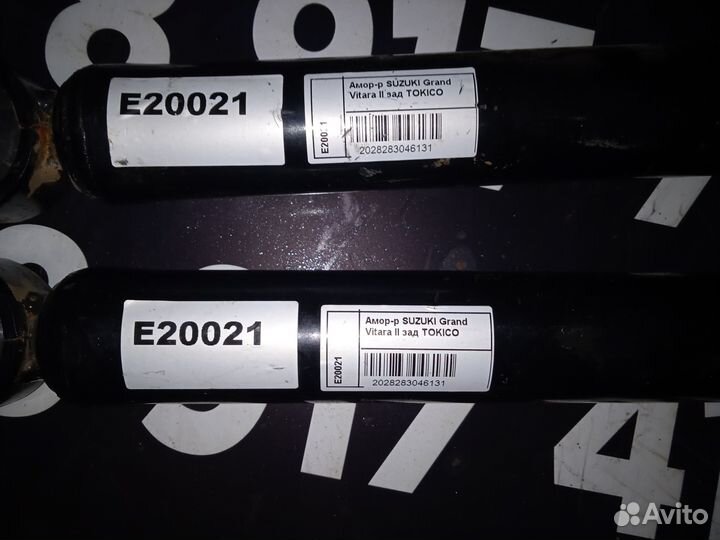 E20021
Амор-р SUZUKI Grand
Vitara II зад TOKICO
E20021
2028283046131
E20021
Амор-р SUZUKI Grand
Vitara II зад TOKICO
E20021
2028283046131
Avito